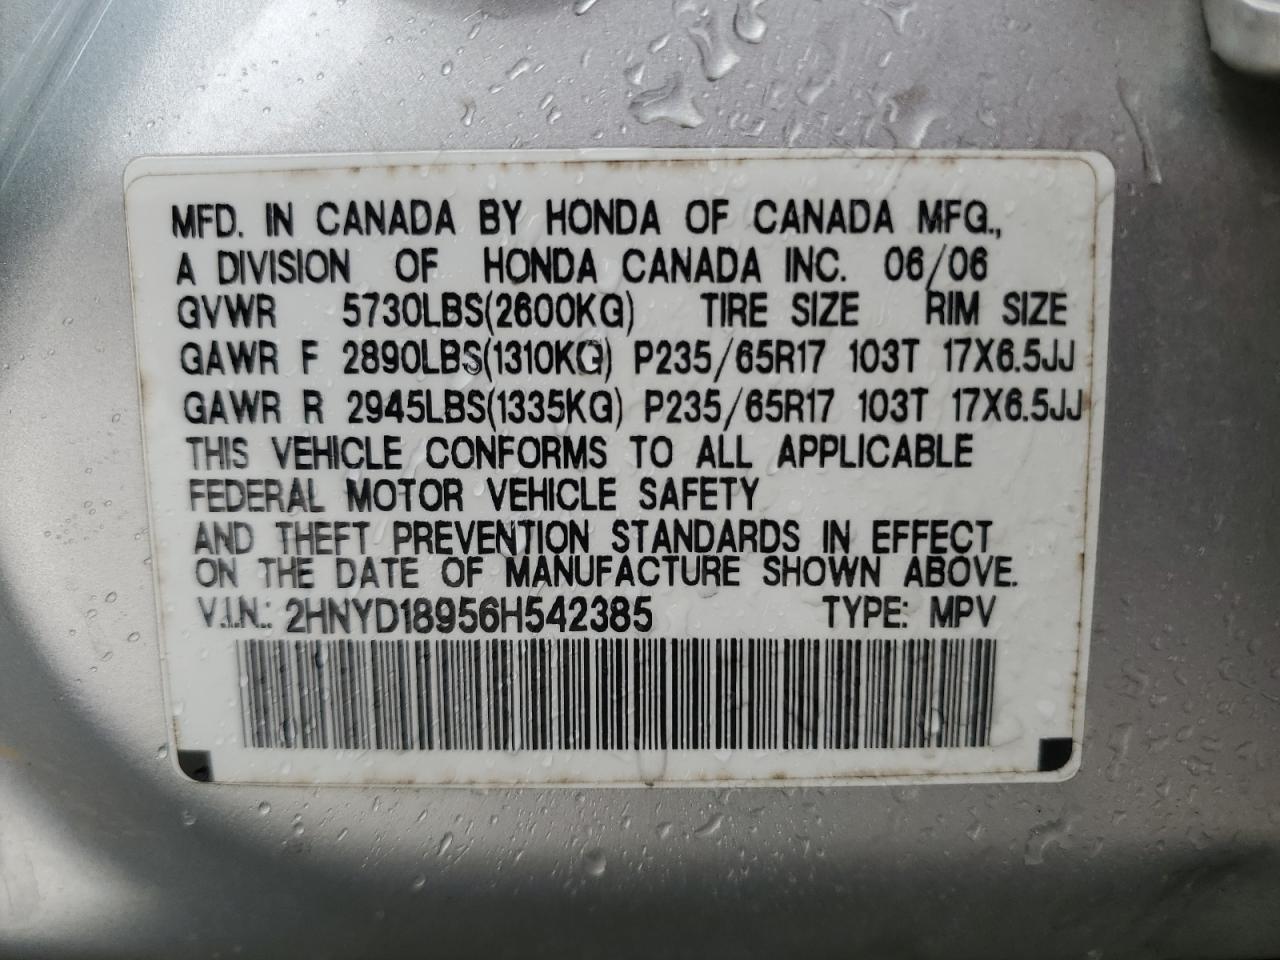 MFD. IN CANADA BY HONDA OF CANADA MFG.,
A DIVISION OF HONDA CANADA INC. 06/06
GVWR 5730LBS(2600KG) TIRE SIZE RIM SIZE
GAWR F 2890LBS(1310KG) P235/65R17 103T 17X6.5JJ
GAWR R 2945LBS(1335KG) P235/65R17 103T 17X6.5JJ
THIS VEHICLE CONFORMS TO ALL APPLICABLE
FEDERAL MOTOR VEHICLE SAFETY
AND THEFT PREVENTION STANDARDS IN EFFECT
ON THE DATE OF MANUFACTURE SHOWN ABOVE.
V.I.N.: 2HNYD18956H542385 TYPE: MPV